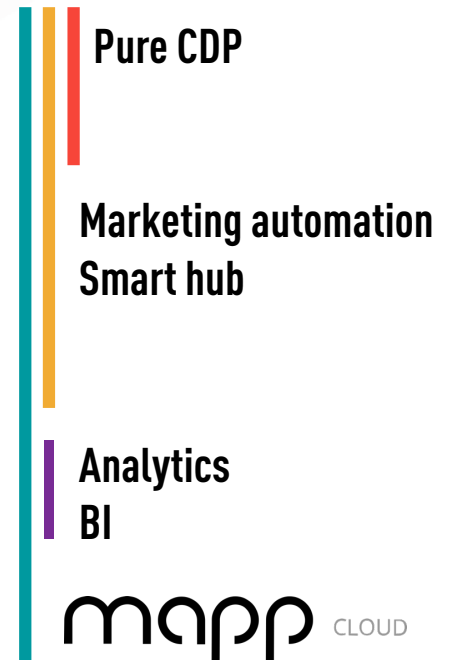 Pure CDP
Marketing automation
Smart hub
Analytics
BI
mapp CLOUD